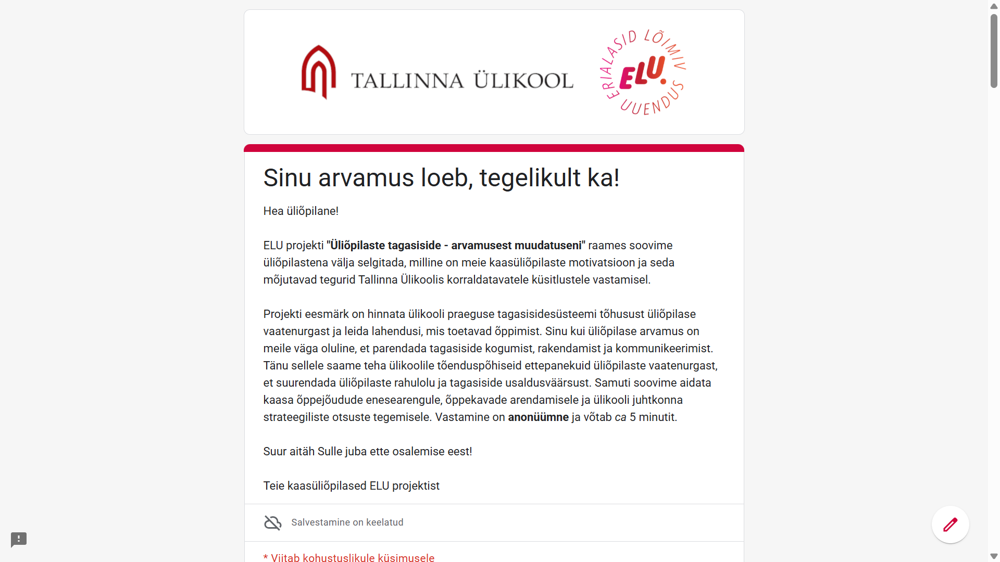 TALLINNA ÜLIKOOL
ERIALASID LÕIMIV UUENDUS
ELU.
Sinu arvamus loeb, tegelikult ka!
Hea üliõpilane!
ELU projekti "Üliõpilaste tagasiside - arvamusest muudatuseni" raames soovime
üliõpilastena välja selgitada, milline on meie kaasüliõpilaste motivatsioon ja seda
mõjutavad tegurid Tallinna Ülikoolis korraldatavatele küsitlustele vastamisel.
Projekti eesmärk on hinnata ülikooli praeguse tagasisidesüsteemi tõhusust üliõpilase
vaatenurgast ja leida lahendusi, mis toetavad õppimist. Sinu kui üliõpilase arvamus on
meile väga oluline, et parendada tagasiside kogumist, rakendamist ja kommunikeerimist.
Tänu sellele saame teha ülikoolile tõenduspõhiseid ettepanekuid üliõpilaste vaatenurgast,
et suurendada üliõpilaste rahulolu ja tagasiside usaldusväärsust. Samuti soovime aidata
kaasa õppejõudude enesearengule, õppekavade arendamisele ja ülikooli juhtkonna
strateegiliste otsuste tegemisele. Vastamine on anonüümne ja võtab ca 5 minutit.
Suur aitäh Sulle juba ette osalemise eest!
Teie kaasüliõpilased ELU projektist
Salvestamine on keelatud
* Viitab kohustuslikule küsimusele